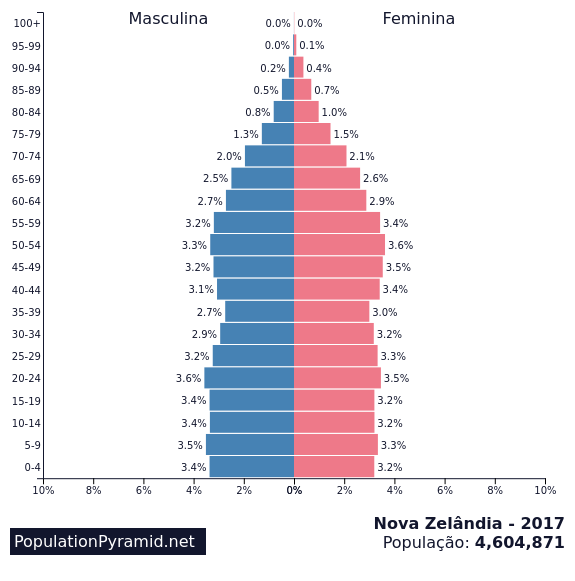 Masculina Feminina
100+ 0.0% 0.0%
95-99 0.0% 0.1%
90-94 0.2% 0.4%
85-89 0.5% 0.7%
80-84 0.8% 1.0%
75-79 1.3% 1.5%
70-74 2.0% 2.1%
65-69 2.5% 2.6%
60-64 2.7% 2.9%
55-59 3.2% 3.4%
50-54 3.3% 3.6%
45-49 3.2% 3.5%
40-44 3.1% 3.4%
35-39 2.7% 3.0%
30-34 2.9% 3.2%
25-29 3.2% 3.3%
20-24 3.6% 3.5%
15-19 3.4% 3.2%
10-14 3.4% 3.2%
5-9 3.5% 3.3%
0-4 3.4% 3.2%
10% 8% 6% 4% 2% 0% 2% 4% 6% 8% 10%
Nova Zelândia - 2017
PopulationPyramid.net
População: 4,604,871